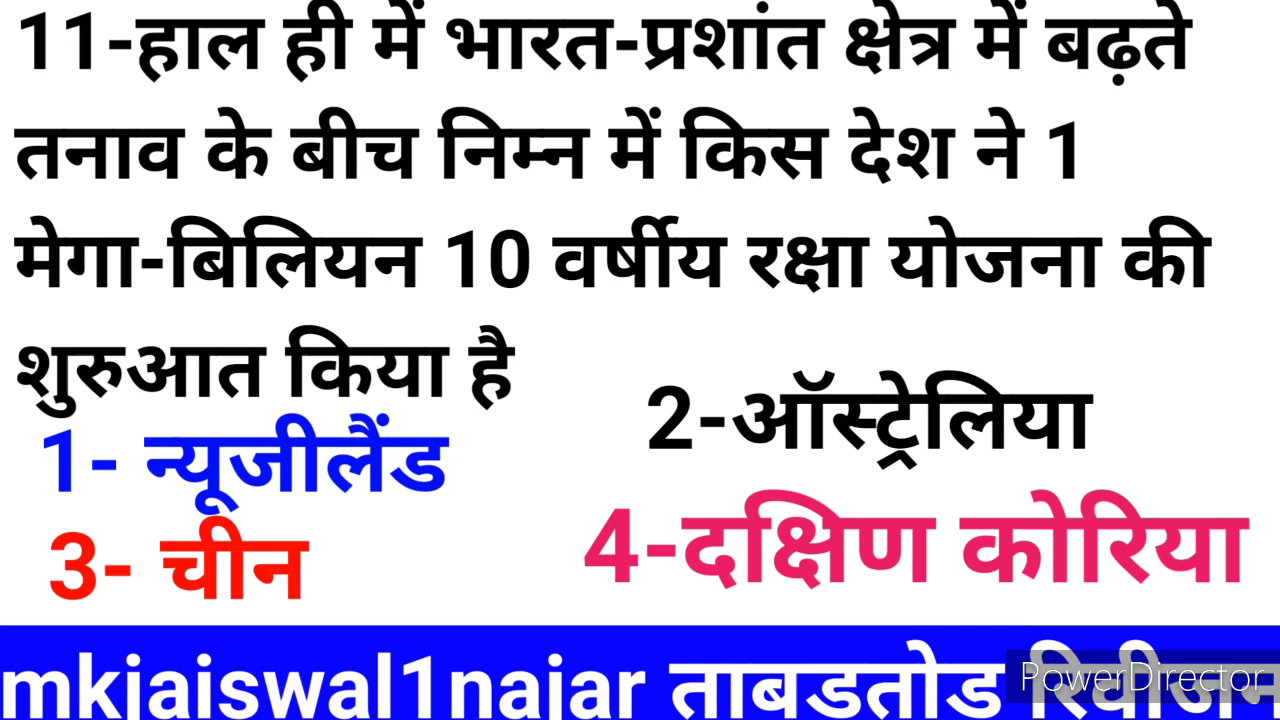 11-हाल ही में भारत-प्रशांत क्षेत्र में बढ़ते
तनाव के बीच निम्न में किस देश ने 1
मेगा-बिलियन 10 वर्षीय रक्षा योजना की
शुरुआत किया है
1- न्यूजीलैंड
2-ऑस्ट्रेलिया
3- चीन
4-दक्षिण कोरिया
mkjaiswal1najar ताबडतोड रिवीजन
PowerDirector